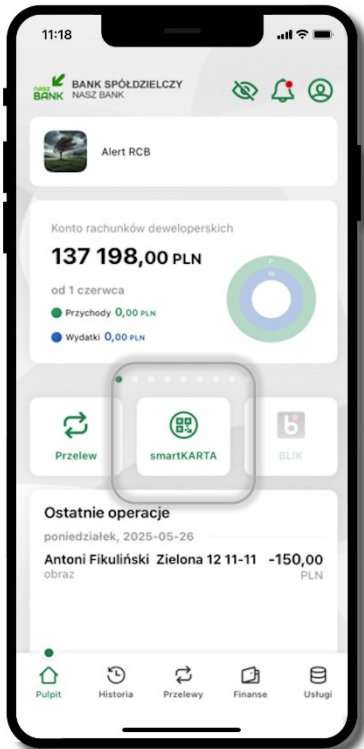 11:18
nasz BANK BANK SPÓŁDZIELCZY
NASZ BANK
Alert RCB
Konto rachunków deweloperskich
137 198,00 PLN
od 1 czerwca
Przychody 0,00 PLN
Wydatki 0,00 PLN
P
W
Przelew
smartKARTA
BLIK
Ostatnie operacje
poniedziałek, 2025-05-26
Antoni Fikuliński Zielona 12 11-11 -150,00
obraz PLN
Pulpit Historia Przelewy Finanse Usługi